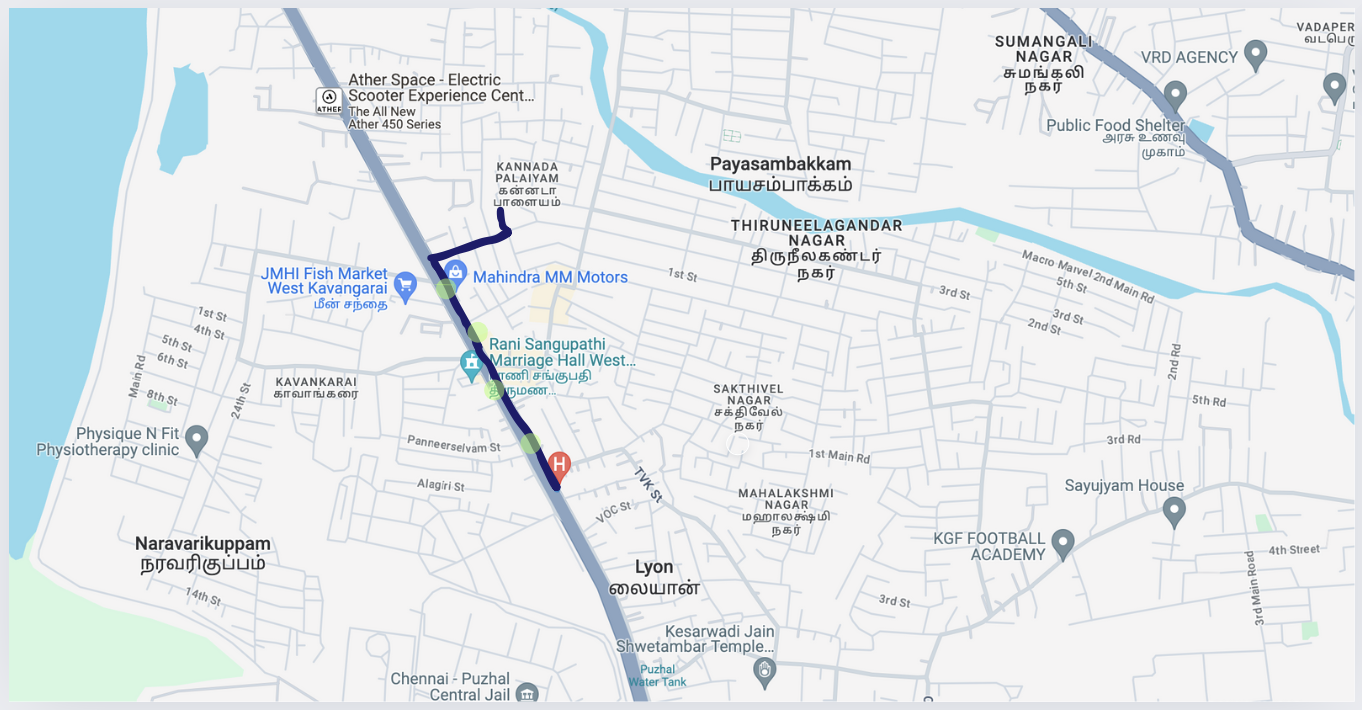 SUMANGALI
NAGAR
சுமங்கலி
நகர்
VRD AGENCY
வடபெரு
Ather Space - Electric
Scooter Experience Cent...
The All New
Ather 450 Series
ATHER
Public Food Shelter
அரசு உணவு
முகாம்
KANNADA
PALAIYAM
கன்னடா
பாளையம்
Payasambakkam
பாயசம்பாக்கம்
THIRUNEELAGANDAR
NAGAR
திருநீலகண்டர்
நகர்
JMHI Fish Market
West Kavangarai
மீன் சந்தை
Mahindra MM Motors
1st St
Macro Marvel 2nd Main Rd
5th St
3rd St
3rd St
2nd St
1st St
4th St
5th St
6th St
Main Rd
8th St
24th St
Rani Sangupathi
Marriage Hall West...
சங்குபதி
KAVANKARAI
காவாங்கரை
2nd Rd
5th Rd
SAKTHIVEL
NAGAR
சக்திவேல்
நகர்
Physique N Fit
Physiotherapy clinic
Panneerselvam St
H
1st Main Rd
3rd Rd
Alagiri St
TVK St
VOC St
MAHALAKSHMI
NAGAR
மஹாலக்ஷ்மி
நகர்
Sayujyam House
KGF FOOTBALL
ACADEMY
Naravarikuppam
நரவரிகுப்பம்
14th St
Lyon
லையான்
4th Street
3rd Main Road
3rd St
Kesarwadi Jain
Shwetambar Temple...
Puzhal
Water Tank
Chennai - Puzhal
Central Jail